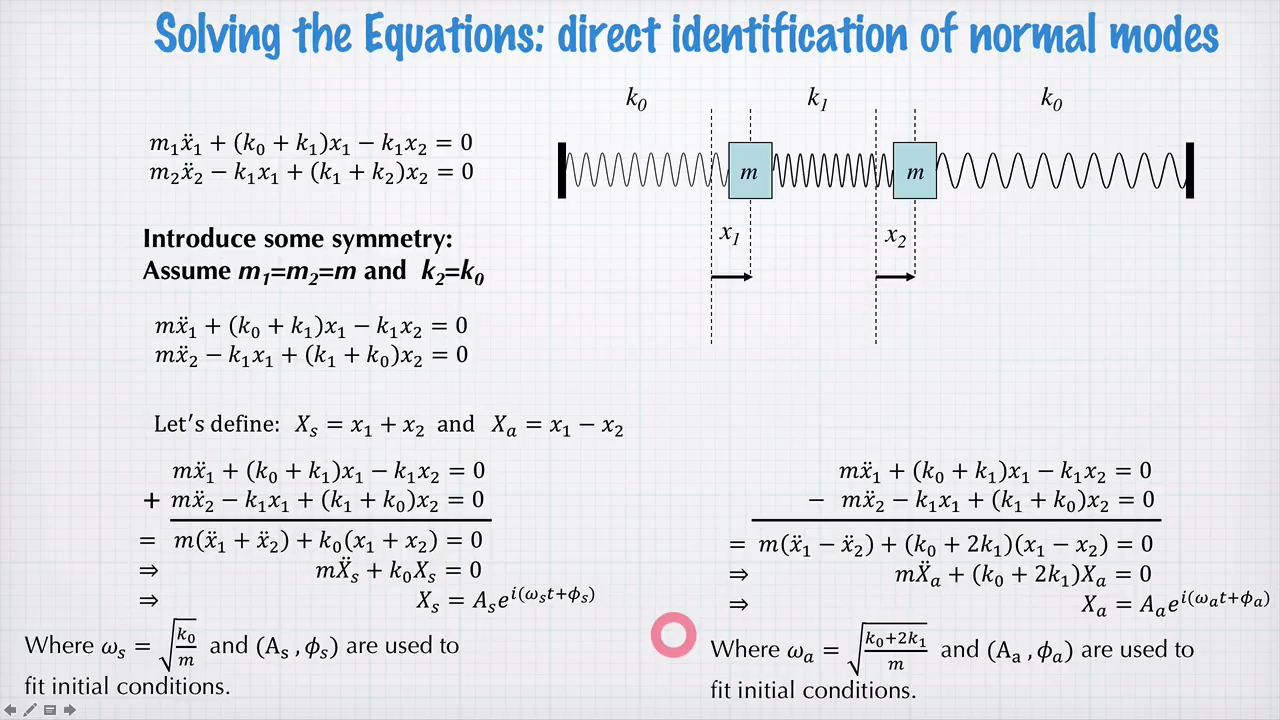 Solving the Equations: direct identification of normal modes
k₀ k₁ k₀
m₁ẍ₁ + (k₀ + k₁)x₁ − k₁x₂ = 0
m₂ẍ₂ − k₁x₁ + (k₁ + k₂)x₂ = 0
m m
x₁ x₂
Introduce some symmetry:
Assume m₁=m₂=m and k₂=k₀
mẍ₁ + (k₀ + k₁)x₁ − k₁x₂ = 0
mẍ₂ − k₁x₁ + (k₁ + k₀)x₂ = 0
Let's define: Xₛ = x₁ + x₂ and Xₐ = x₁ − x₂
mẍ₁ + (k₀ + k₁)x₁ − k₁x₂ = 0
+ mẍ₂ − k₁x₁ + (k₁ + k₀)x₂ = 0
= m(ẍ₁ + ẍ₂) + k₀(x₁ + x₂) = 0
⇒ mẌₛ + k₀Xₛ = 0
⇒ Xₛ = Aₛe^{i(ωₛt+ϕₛ)}
Where ωₛ = √(k₀/m) and (Aₛ , ϕₛ) are used to
fit initial conditions.
mẍ₁ + (k₀ + k₁)x₁ − k₁x₂ = 0
− mẍ₂ − k₁x₁ + (k₁ + k₀)x₂ = 0
= m(ẍ₁ − ẍ₂) + (k₀ + 2k₁)(x₁ − x₂) = 0
⇒ mẌₐ + (k₀ + 2k₁)Xₐ = 0
⇒ Xₐ = Aₐe^{i(ωₐt+ϕₐ)}
Where ωₐ = √((k₀+2k₁)/m) and (Aₐ , ϕₐ) are used to
fit initial conditions.